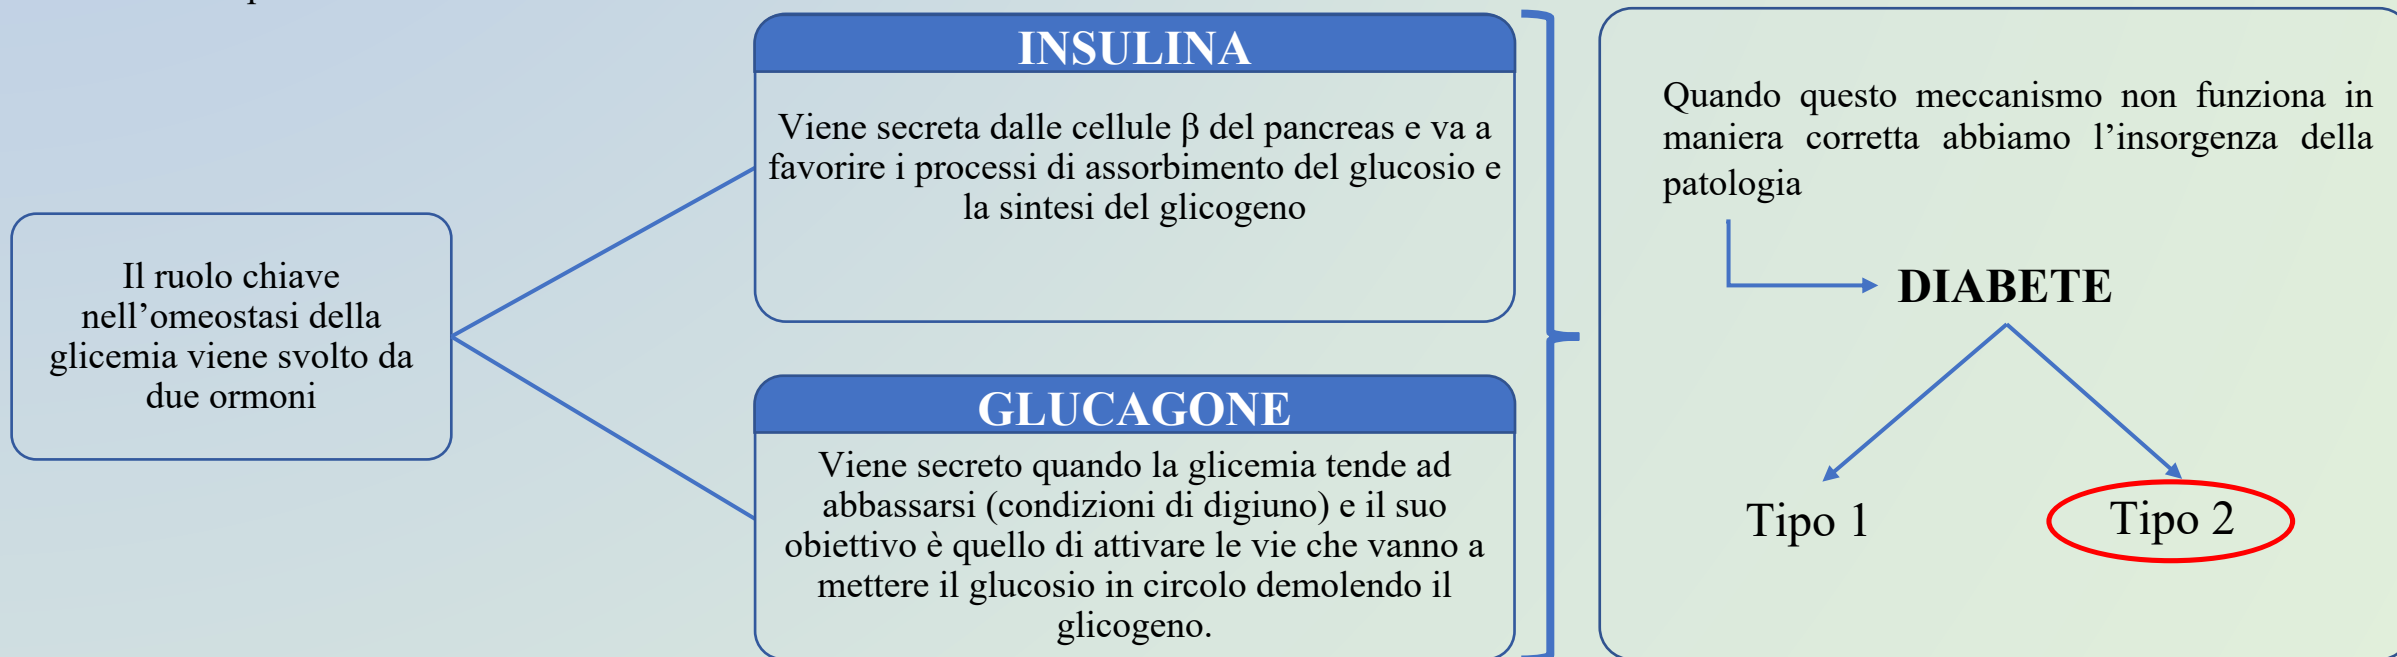 Il ruolo chiave
nell’omeostasi della
glicemia viene svolto da
due ormoni
INSULINA
Viene secreta dalle cellule β del pancreas e va a
favorire i processi di assorbimento del glucosio e
la sintesi del glicogeno
GLUCAGONE
Viene secreto quando la glicemia tende ad
abbassarsi (condizioni di digiuno) e il suo
obiettivo è quello di attivare le vie che vanno a
mettere il glucosio in circolo demolendo il
glicogeno.
Quando questo meccanismo non funziona in
maniera corretta abbiamo l’insorgenza della
patologia
DIABETE
Tipo 1
Tipo 2